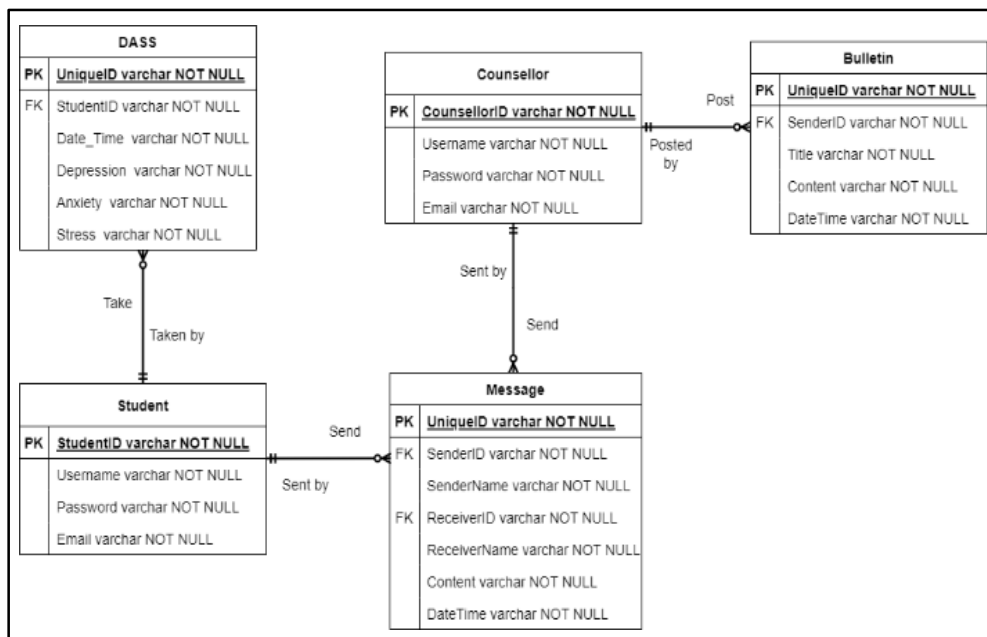 DASS
PK UniqueID varchar NOT NULL
FK StudentID varchar NOT NULL
Date_Time varchar NOT NULL
Depression varchar NOT NULL
Anxiety varchar NOT NULL
Stress varchar NOT NULL
Counsellor
PK CounsellorID varchar NOT NULL
Username varchar NOT NULL
Password varchar NOT NULL
Email varchar NOT NULL
Post
Posted
by
Bulletin
PK UniqueID varchar NOT NULL
FK SenderID varchar NOT NULL
Title varchar NOT NULL
Content varchar NOT NULL
DateTime varchar NOT NULL
Take
Taken by
Sent by
Send
Student
PK StudentID varchar NOT NULL
Username varchar NOT NULL
Password varchar NOT NULL
Email varchar NOT NULL
Send
Sent by
Message
PK UniqueID varchar NOT NULL
FK SenderID varchar NOT NULL
SenderName varchar NOT NULL
FK ReceiverID varchar NOT NULL
ReceiverName varchar NOT NULL
Content varchar NOT NULL
DateTime varchar NOT NULL